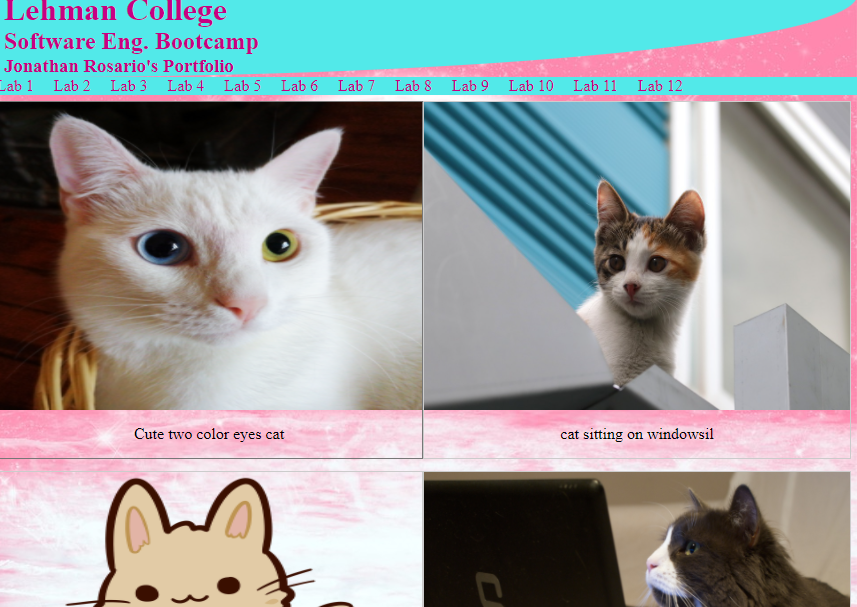 Lehman College
Software Eng. Bootcamp
Jonathan Rosario's Portfolio
Lab 1 Lab 2 Lab 3 Lab 4 Lab 5 Lab 6 Lab 7 Lab 8 Lab 9 Lab 10 Lab 11 Lab 12
Cute two color eyes cat
cat sitting on windowsil